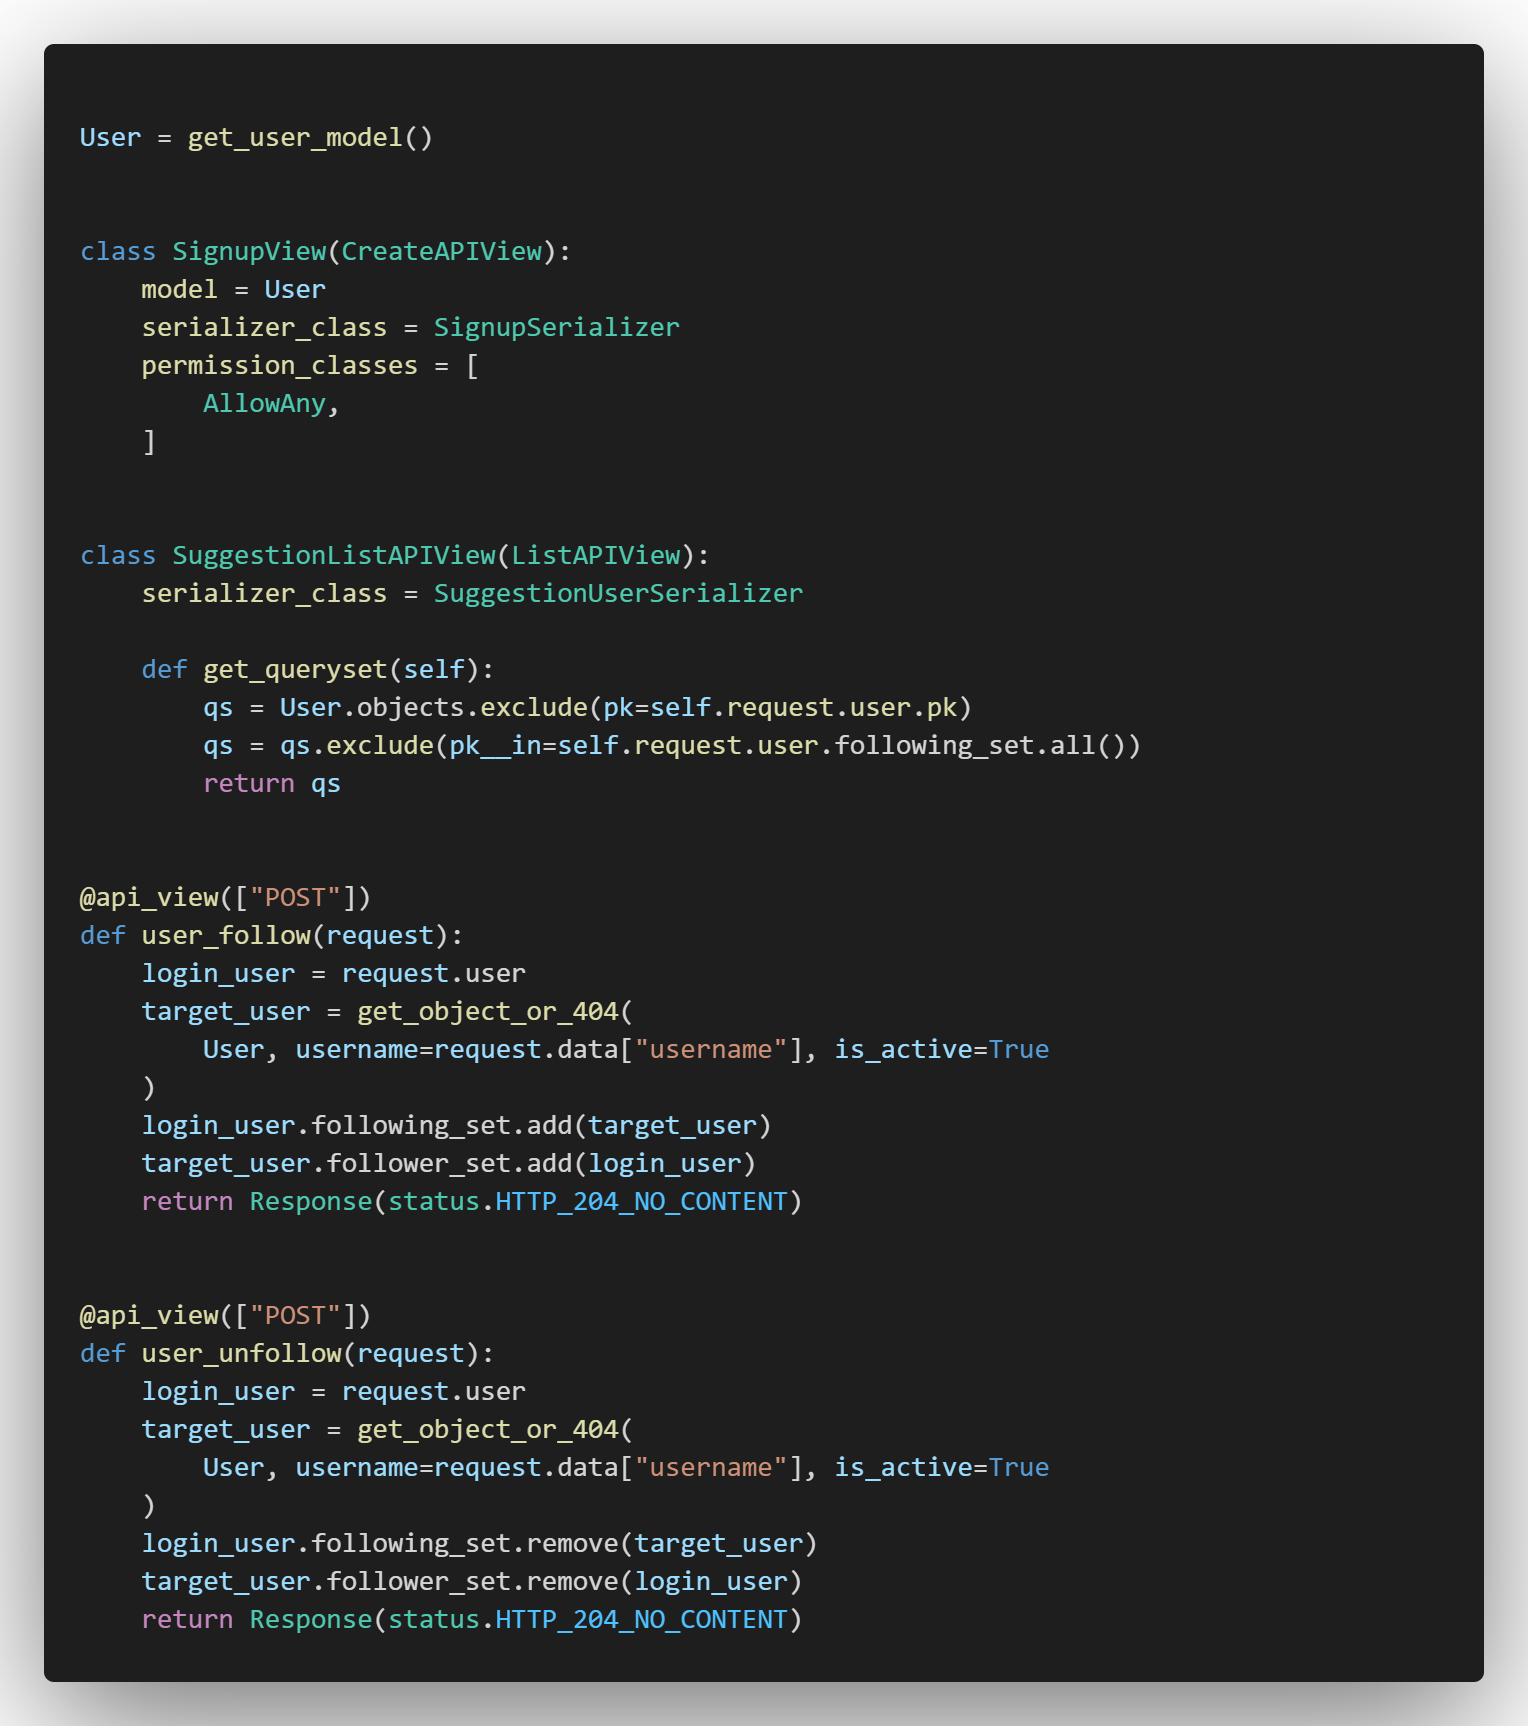 User = get_user_model()
class SignupView(CreateAPIView):
    model = User
    serializer_class = SignupSerializer
    permission_classes = [
        AllowAny,
    ]
class SuggestionListAPIView(ListAPIView):
    serializer_class = SuggestionUserSerializer
    def get_queryset(self):
        qs = User.objects.exclude(pk=self.request.user.pk)
        qs = qs.exclude(pk__in=self.request.user.following_set.all())
        return qs
@api_view(["POST"])
def user_follow(request):
    login_user = request.user
    target_user = get_object_or_404(
        User, username=request.data["username"], is_active=True
    )
    login_user.following_set.add(target_user)
    target_user.follower_set.add(login_user)
    return Response(status.HTTP_204_NO_CONTENT)
@api_view(["POST"])
def user_unfollow(request):
    login_user = request.user
    target_user = get_object_or_404(
        User, username=request.data["username"], is_active=True
    )
    login_user.following_set.remove(target_user)
    target_user.follower_set.remove(login_user)
    return Response(status.HTTP_204_NO_CONTENT)